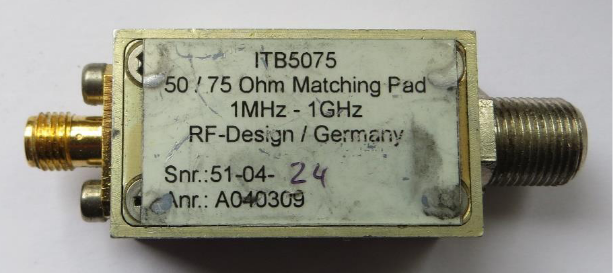 ITB5075
50 / 75 Ohm Matching Pad
1MHz - 1GHz
RF-Design / Germany
Snr.:51-04- 24
Anr.: A040309